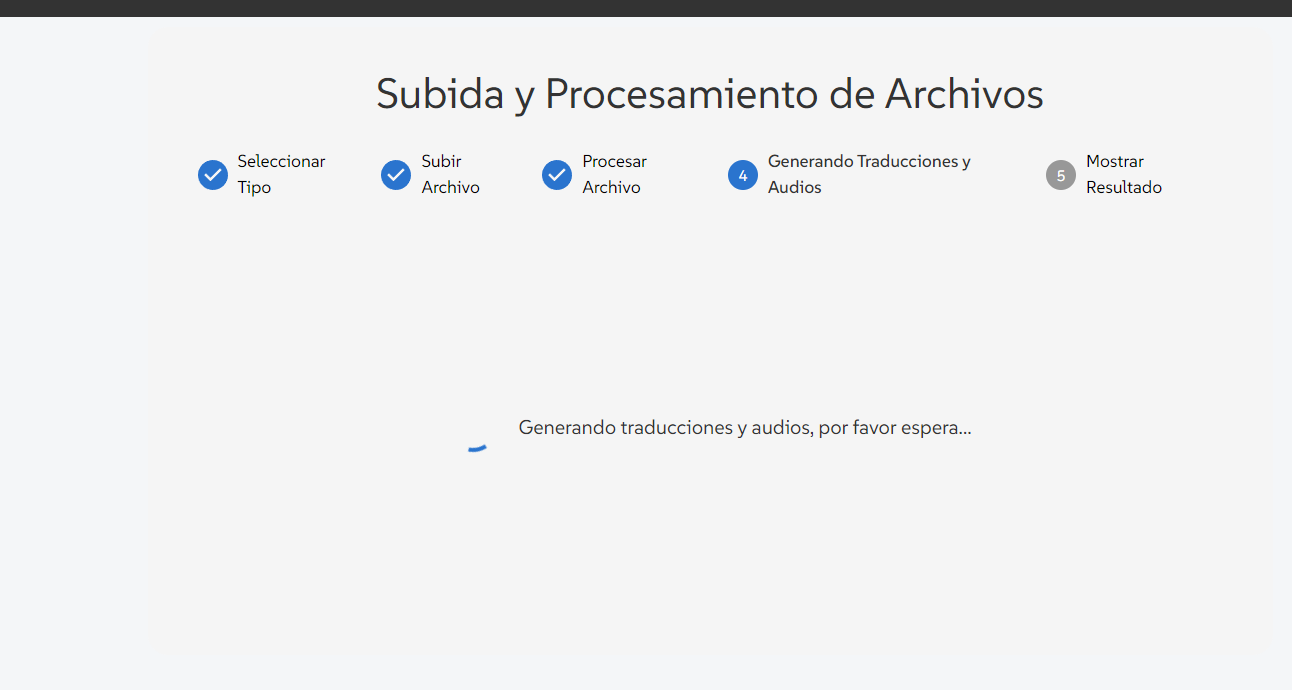 Subida y Procesamiento de Archivos
Seleccionar
Tipo
Subir
Archivo
Procesar
Archivo
4
Generando Traducciones y
Audios
5
Mostrar
Resultado
Generando traducciones y audios, por favor espera...